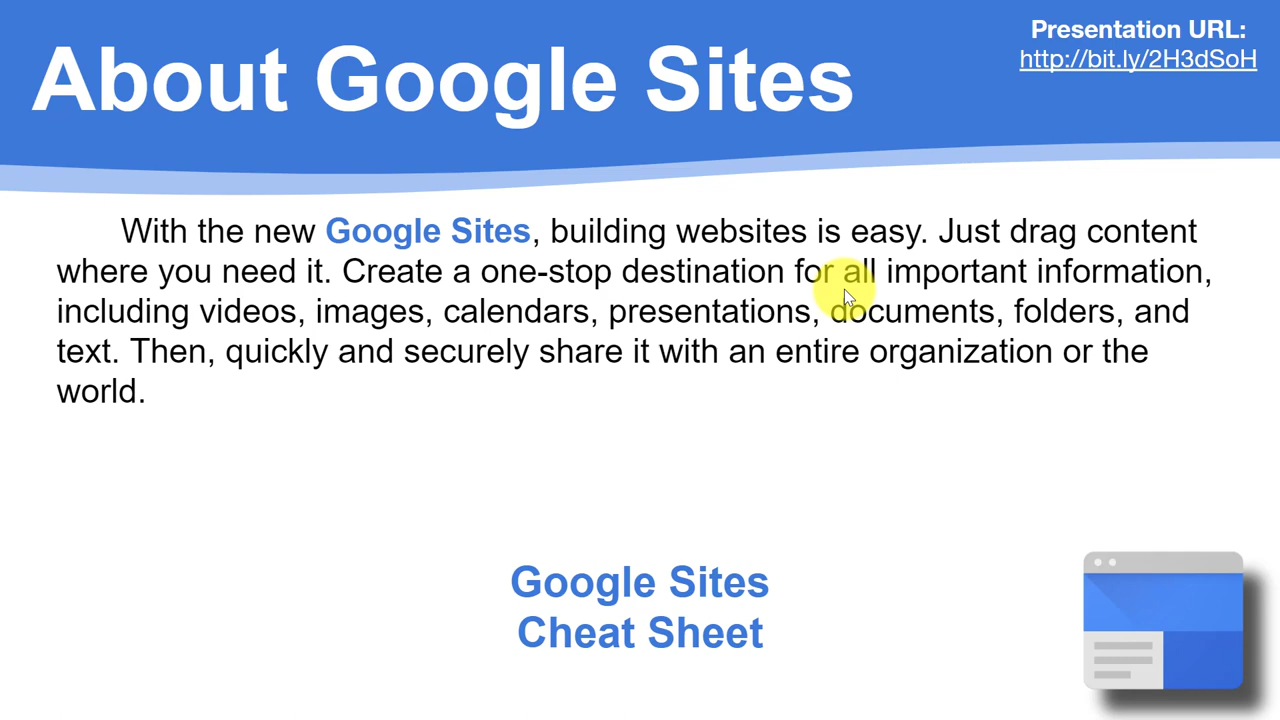 About Google Sites
Presentation URL:
http://bit.ly/2H3dSoH
With the new Google Sites, building websites is easy. Just drag content
where you need it. Create a one-stop destination for all important information,
including videos, images, calendars, presentations, documents, folders, and
text. Then, quickly and securely share it with an entire organization or the
world.
Google Sites
Cheat Sheet